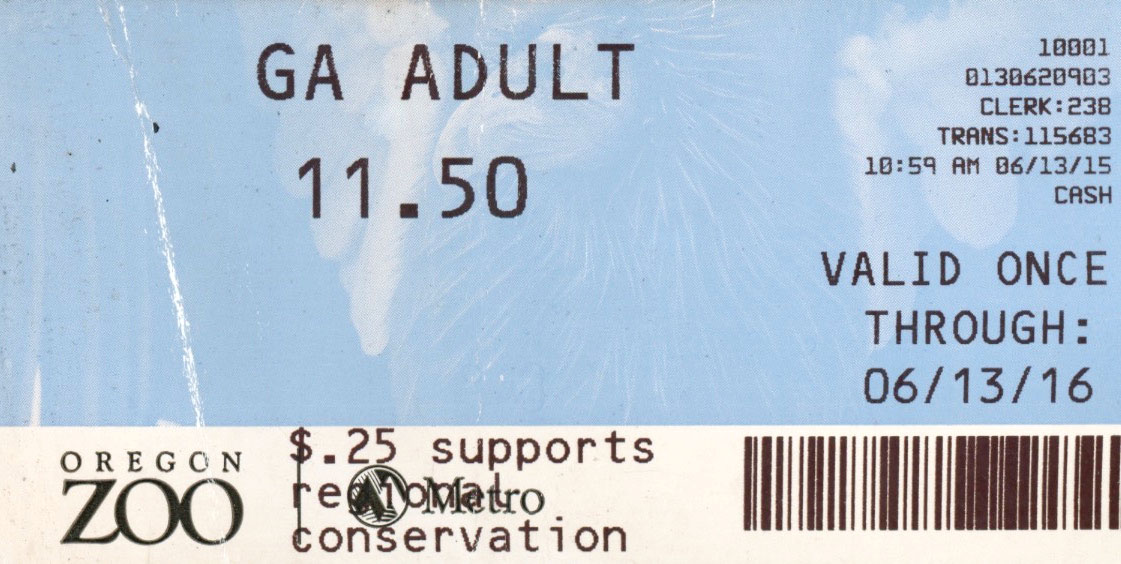 GA ADULT
11.50
10001
0130620903
CLERK:238
TRANS:115683
10:59 AM 06/13/15
CASH
VALID ONCE
THROUGH:
06/13/16
OREGON
ZOO
$.25 supports
regional
conservation
Metro